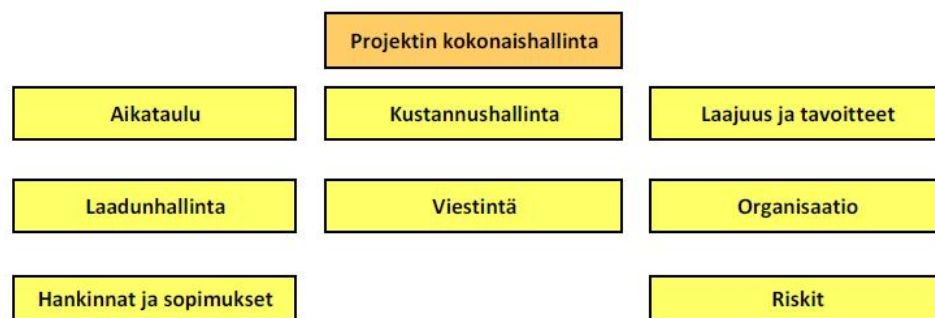 Projektin kokonaishallinta
Aikataulu
Kustannushallinta
Laajuus ja tavoitteet
Laadunhallinta
Viestintä
Organisaatio
Hankinnat ja sopimukset
Riskit